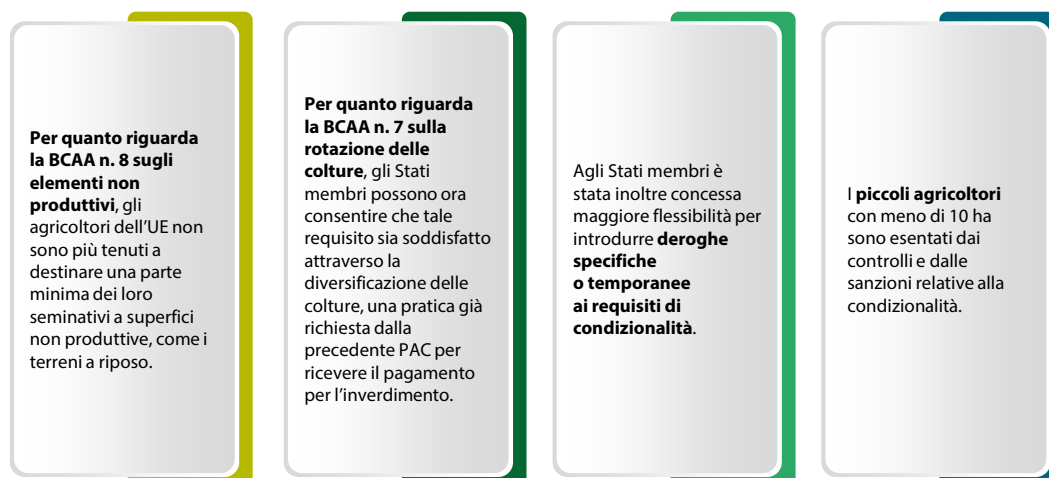 Per quanto riguarda
la BCAA n. 8 sugli
elementi non
produttivi, gli
agricoltori dell’UE non
sono più tenuti a
destinare una parte
minima dei loro
seminativi a superfici
non produttive, come i
terreni a riposo.
Per quanto riguarda
la BCAA n. 7 sulla
rotazione delle
colture, gli Stati
membri possono ora
consentire che tale
requisito sia soddisfatto
attraverso la
diversificazione delle
colture, una pratica già
richiesta dalla
precedente PAC per
ricevere il pagamento
per l’inverdimento.
Agli Stati membri è
stata inoltre concessa
maggiore flessibilità per
introdurre deroghe
specifiche
o temporanee
ai requisiti di
condizionalità.
I piccoli agricoltori
con meno di 10 ha
sono esentati dai
controlli e dalle
sanzioni relative alla
condizionalità.